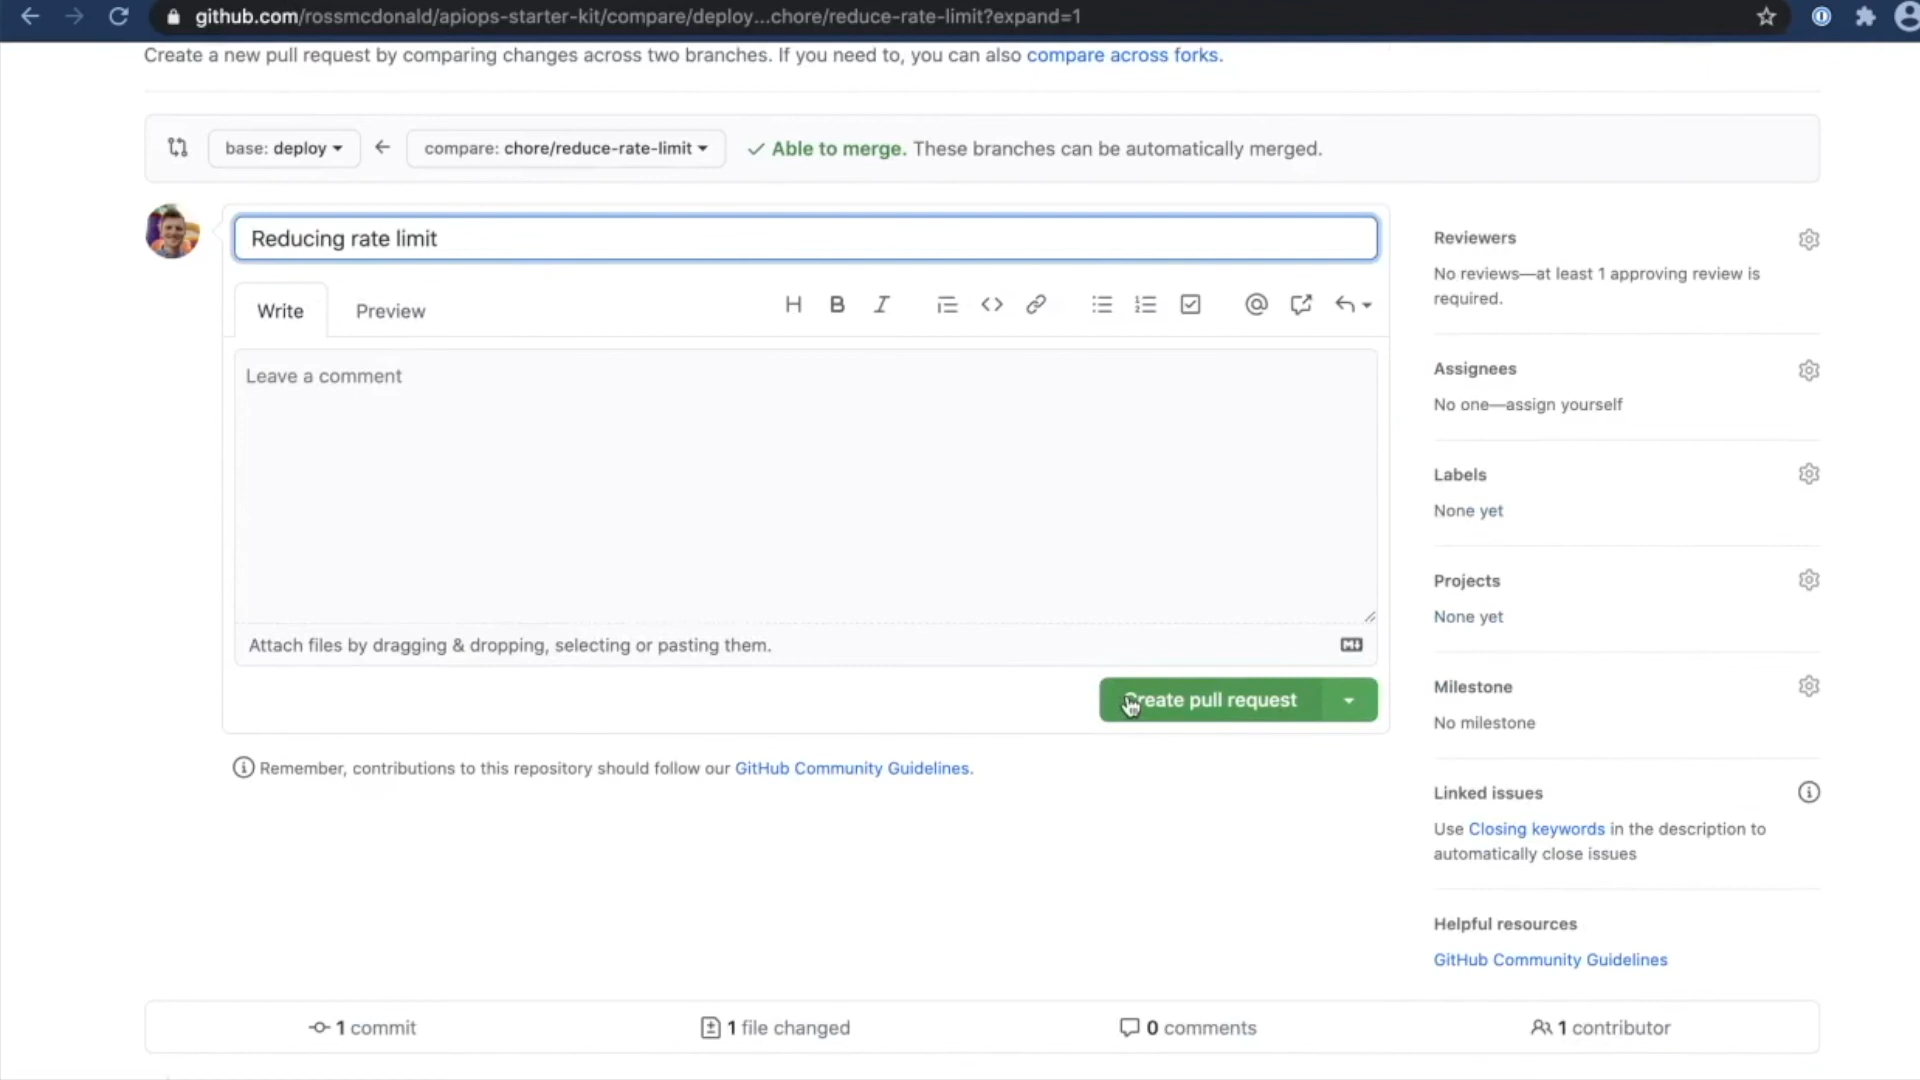 github.com/rossmcdonald/apiops-starter-kit/compare/deploy...chore/reduce-rate-limit?expand=1
Create a new pull request by comparing changes across two branches. If you need to, you can also compare across forks.
base: deploy
compare: chore/reduce-rate-limit
Able to merge. These branches can be automatically merged.
Reducing rate limit
Write
Preview
Leave a comment
Attach files by dragging & dropping, selecting or pasting them.
Create pull request
Remember, contributions to this repository should follow our GitHub Community Guidelines.
Reviewers
No reviews—at least 1 approving review is
required.
Assignees
No one—assign yourself
Labels
None yet
Projects
None yet
Milestone
No milestone
Linked issues
Use Closing keywords in the description to
automatically close issues
Helpful resources
GitHub Community Guidelines
1 commit
1 file changed
0 comments
1 contributor